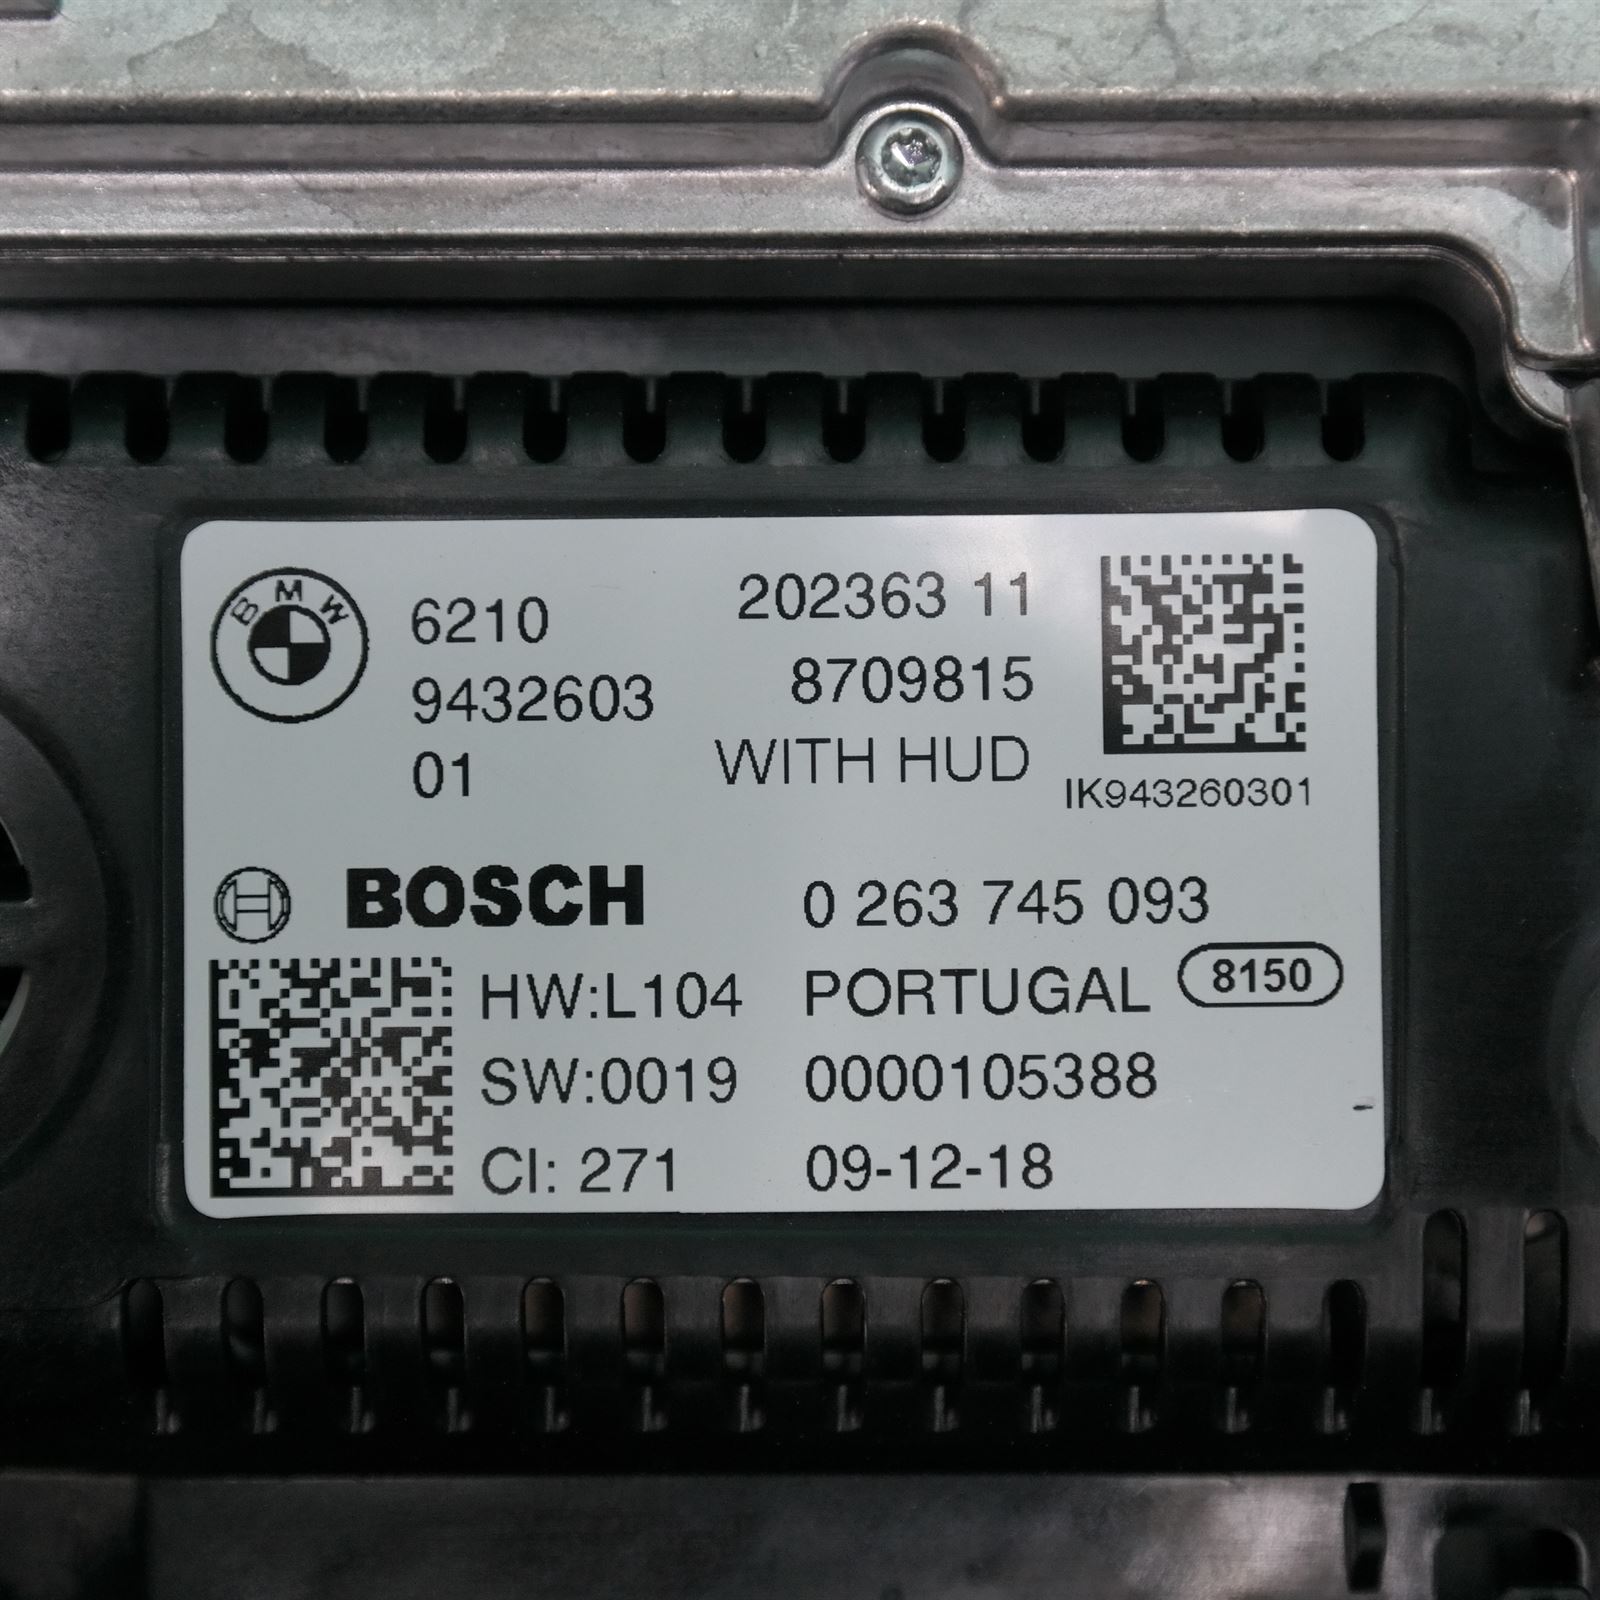 BMW
6210
9432603
01
202363 11
8709815
WITH HUD
IK943260301
BOSCH
0 263 745 093
HW:L104
PORTUGAL
8150
SW:0019
0000105388
CI: 271
09-12-18